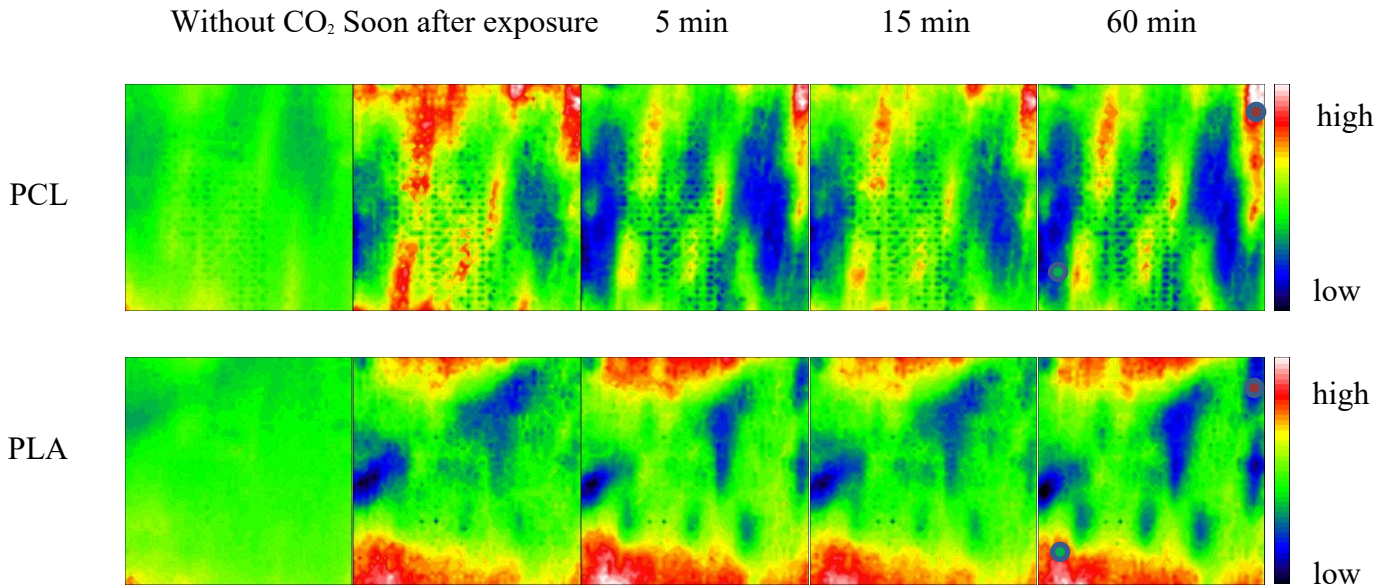 Without CO₂ Soon after exposure 5 min 15 min 60 min
high
PCL
low
high
PLA
low